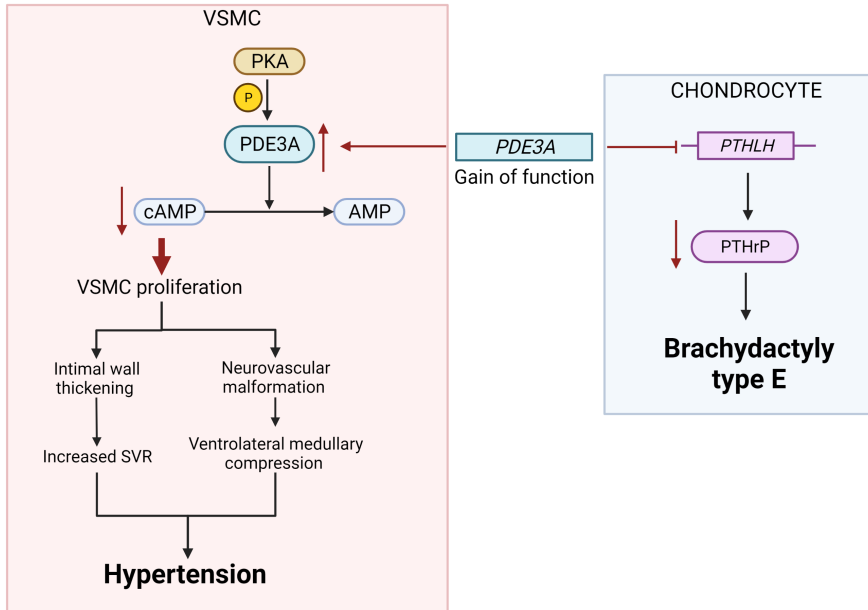 VSMC
PKA
P
PDE3A
cAMP
AMP
VSMC proliferation
Intimal wall
thickening
Neurovascular
malformation
Increased SVR
Ventrolateral medullary
compression
Hypertension
PDE3A
Gain of function
CHONDROCYTE
PTHLH
PTHrP
Brachydactyly
type E